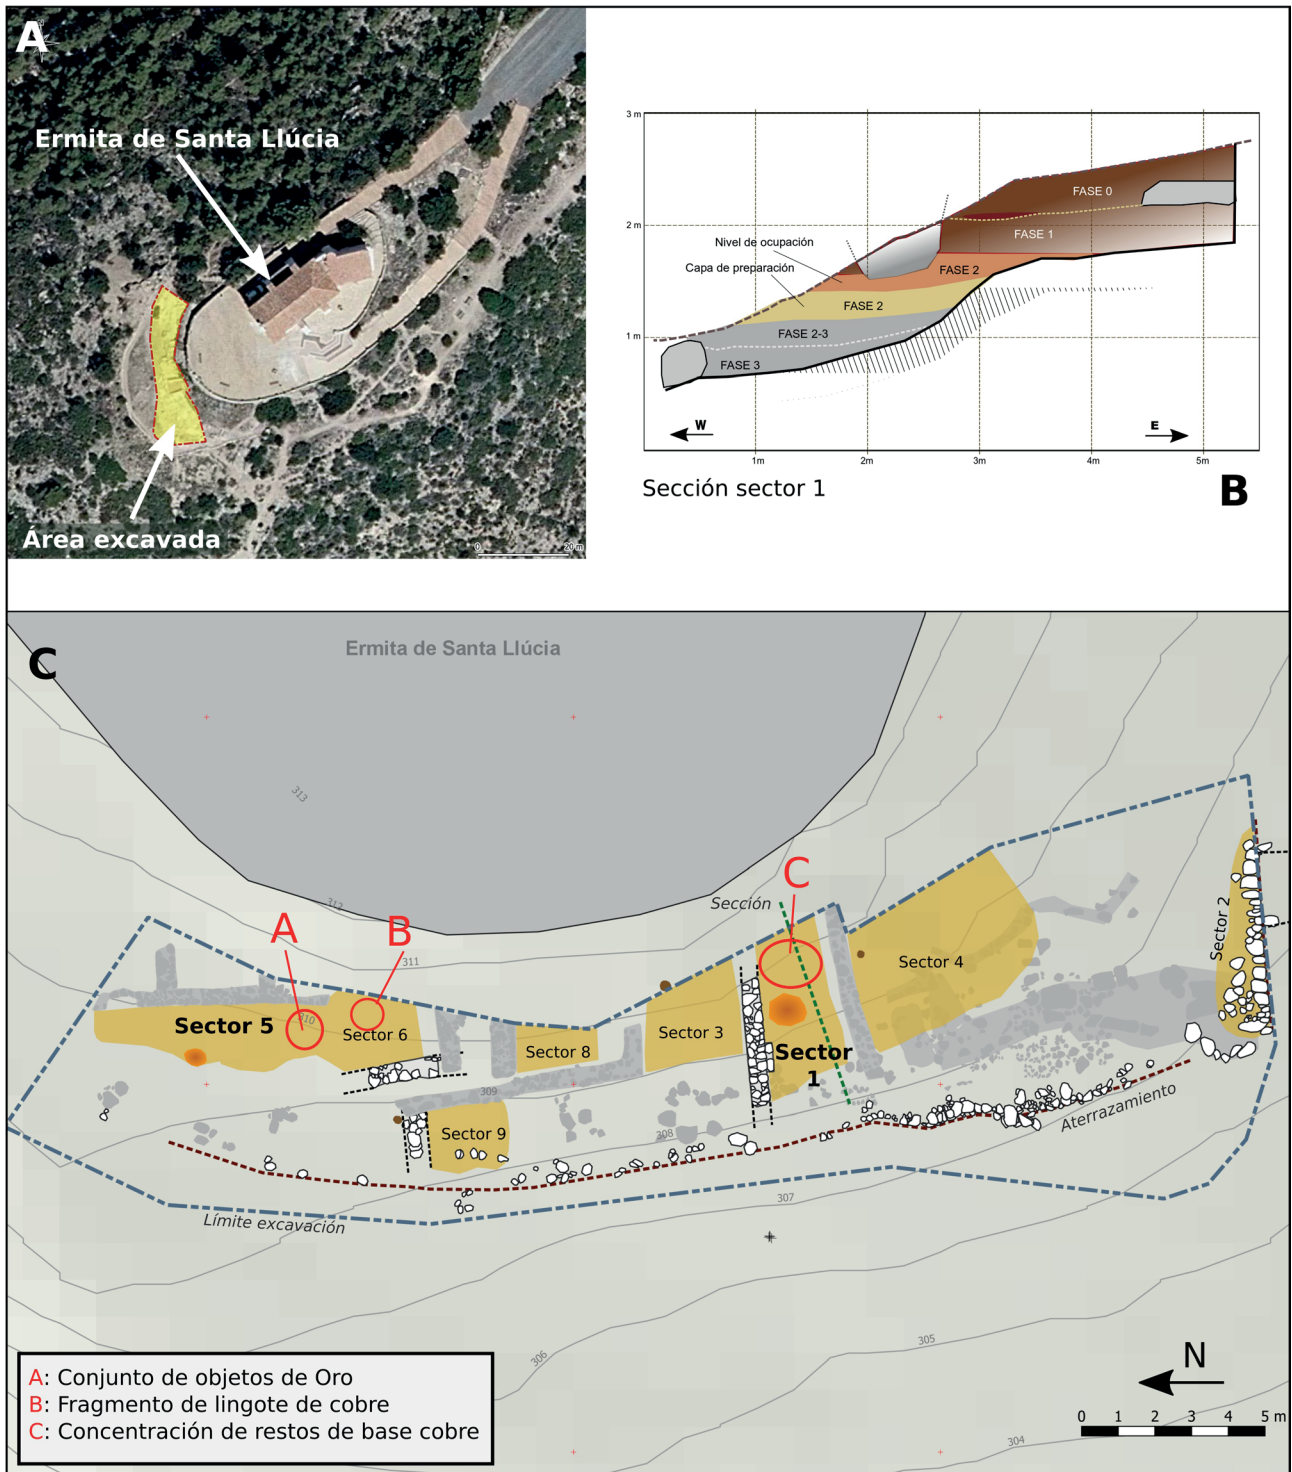 A
Ermita de Santa Llúcia
Área excavada
0 20 m
3 m
2 m
1 m
FASE 0
FASE 1
Nivel de ocupación
Capa de preparación
FASE 2
FASE 2
FASE 2-3
FASE 3
W
E
1m 2m 3m 4m 5m
Sección sector 1
B
C
Ermita de Santa Llúcia
313
312
311
310
309
308
307
306
305
304
A
B
C
Sección
Sector 5
Sector 6
Sector 8
Sector 9
Sector 3
Sector
1
Sector 4
Sector 2
Aterrazamiento
Límite excavación
A: Conjunto de objetos de Oro
B: Fragmento de lingote de cobre
C: Concentración de restos de base cobre
N
0 1 2 3 4 5 m